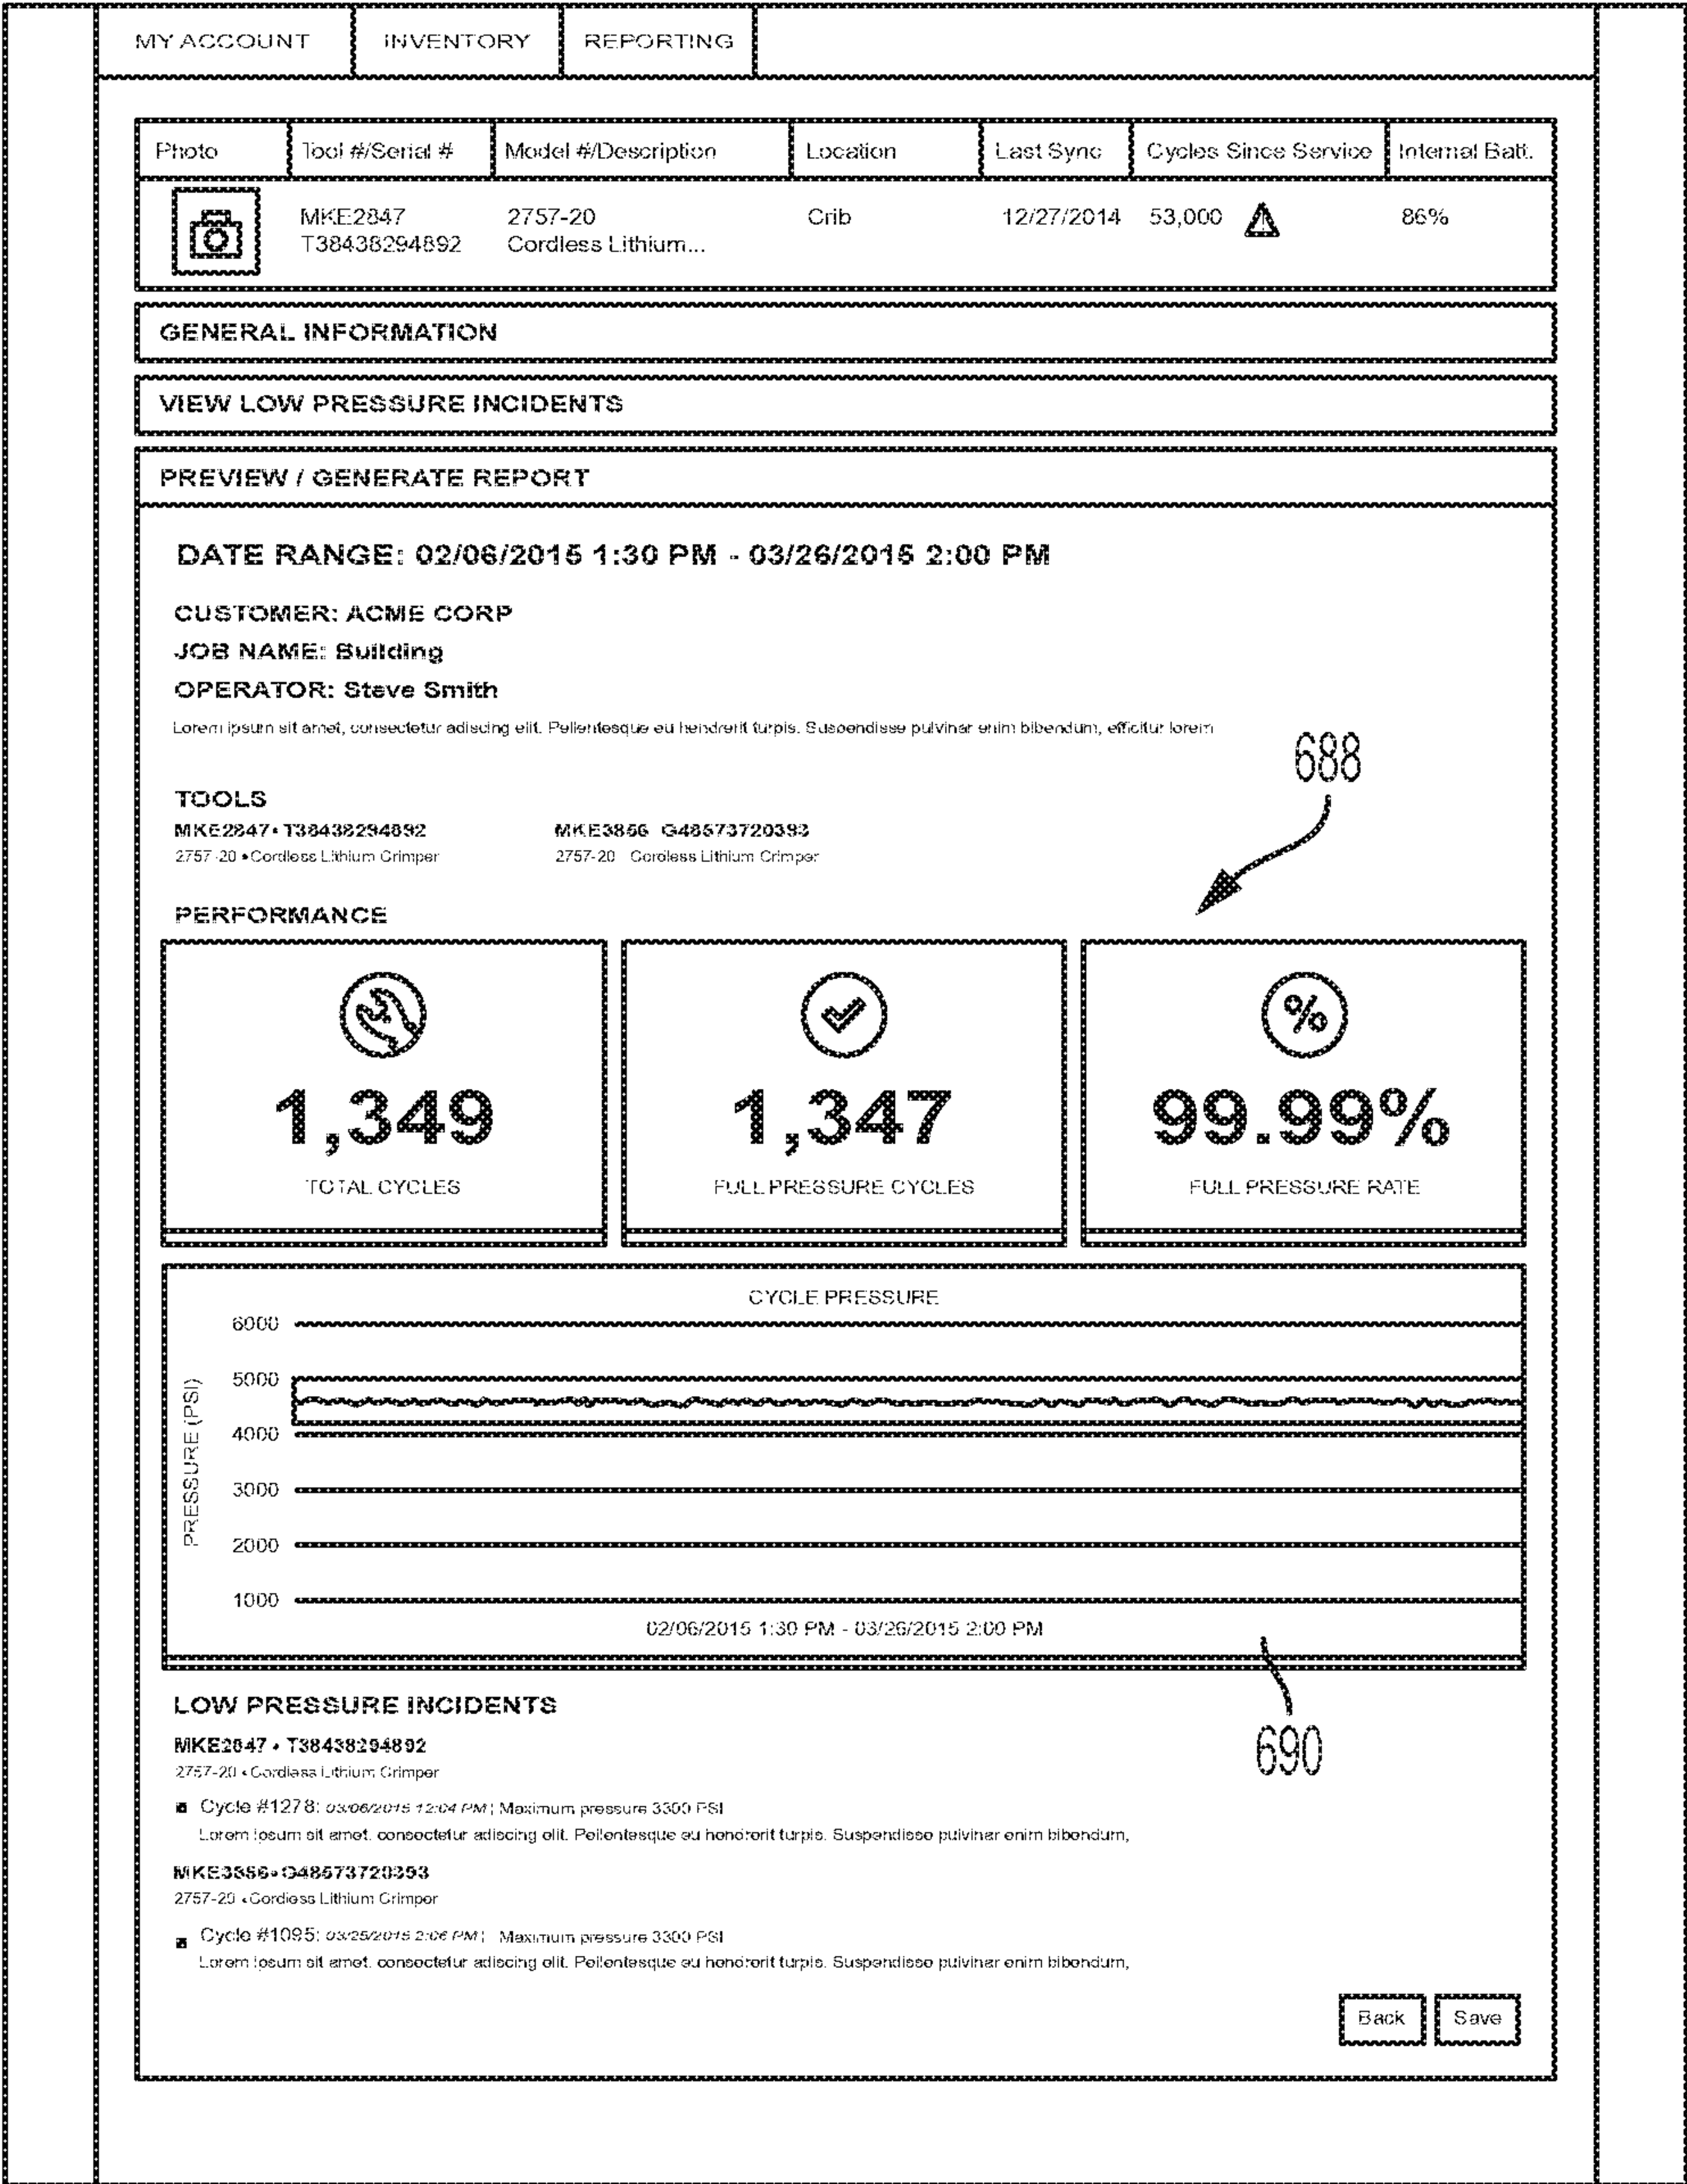 MY ACCOUNT INVENTORY REPORTING
Photo Tool #/Serial # Model #/Description Location Last Sync Cycles Since Service Internal Batt.
MKE2847 2757-20 Crib 12/27/2014 53,000 86%
T38438294892 Cordless Lithium...
GENERAL INFORMATION
VIEW LOW PRESSURE INCIDENTS
PREVIEW / GENERATE REPORT
DATE RANGE: 02/06/2015 1:30 PM - 03/26/2015 2:00 PM
CUSTOMER: ACME CORP
JOB NAME: Building
OPERATOR: Steve Smith
Lorem ipsum sit amet, consectetur adiscing elit. Pellentesque eu hendrerit turpis. Suspendisse pulvinar enim bibendum, efficitur lorem
688
TOOLS
MKE2847• T38438294892 MKE3856 G48573720393
2757-20 •Cordless Lithium Crimper 2757-20 Cordless Lithium Crimper
PERFORMANCE
%
1,349 1,347 99.99%
TOTAL CYCLES FULL PRESSURE CYCLES FULL PRESSURE RATE
CYCLE PRESSURE
PRESSURE (PSI)
6000
5000
4000
3000
2000
1000
02/06/2015 1:30 PM - 03/26/2015 2:00 PM
690
LOW PRESSURE INCIDENTS
MKE2847 • T38438294892
2757-20 • Cordless Lithium Crimper
Cycle #1278: 03/06/2015 12:04 PM | Maximum pressure 3300 PSI
Lorem ipsum sit amet. consectetur adiscing elit. Pellentesque eu hendrerit turpis. Suspendisse pulvinar enim bibendum,
MKE3856• G48573720393
2757-20 • Cordless Lithium Crimper
Cycle #1095: 03/25/2015 2:06 PM | Maximum pressure 3300 PSI
Lorem ipsum sit amet. consectetur adiscing elit. Pellentesque eu hendrerit turpis. Suspendisse pulvinar enim bibendum,
Back Save